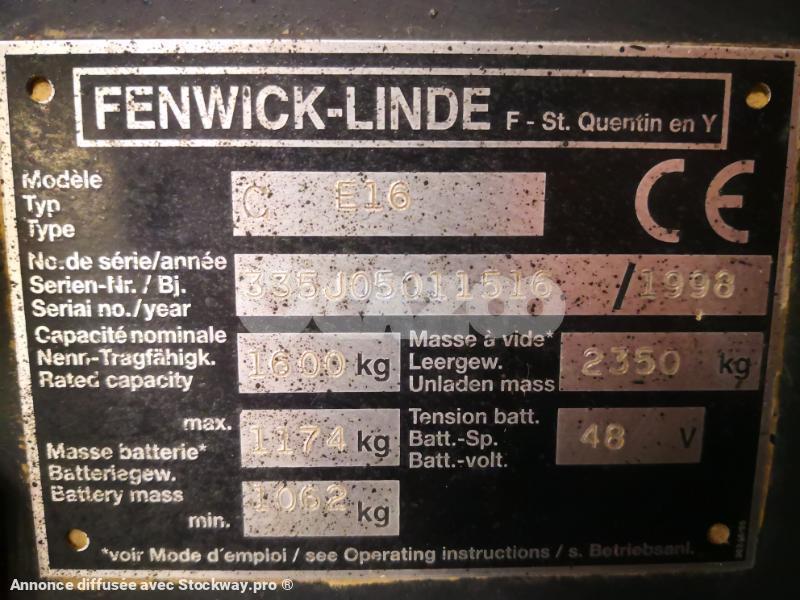 FENWICK-LINDE F - St. Quentin en Y
Modèle
Typ
Type
C E16
CE
No.de série/année
Serien-Nr. / Bj.
Serial no./year
335J05011516 / 1998
Capacité nominale
Nenn-Tragfähigk.
Rated capacity
1600 kg
Masse à vide*
Leergew.
Unladen mass
2350 kg
max.
1174 kg
Masse batterie*
Batteriegew.
Battery mass
min.
1062 kg
Tension batt.
Batt.-Sp.
Batt.-volt.
48 V
*voir Mode d'emploi / see Operating instructions / s. Betriebsanl.
Annonce diffusée avec Stockway.pro ®